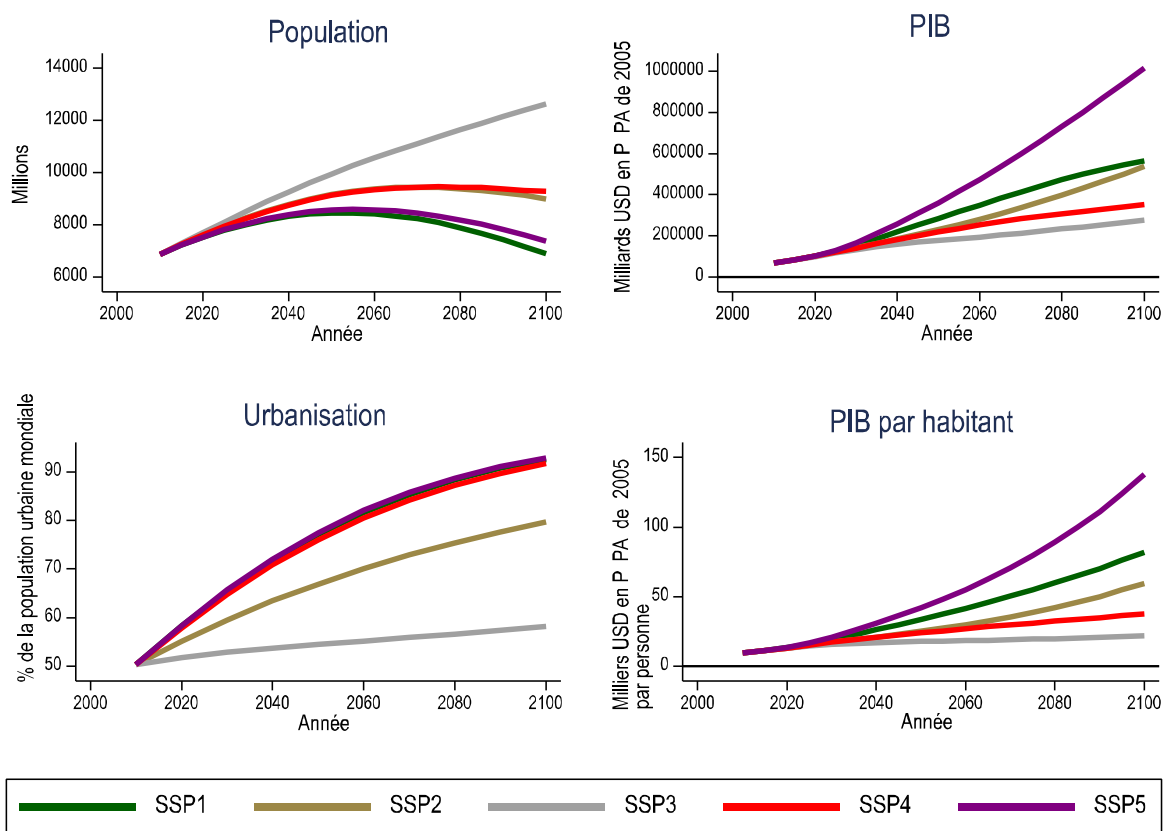 Population
Millions
14000
12000
10000
8000
6000
2000 2020 2040 2060 2080 2100
Année
PIB
Milliards USD en P PA de 2005
1000000
800000
600000
400000
200000
0
2000 2020 2040 2060 2080 2100
Année
Urbanisation
% de la population urbaine mondiale
90
80
70
60
50
2000 2020 2040 2060 2080 2100
Année
PIB par habitant
Milliers USD en P PA de 2005
par personne
150
100
50
0
2000 2020 2040 2060 2080 2100
Année
SSP1 SSP2 SSP3 SSP4 SSP5